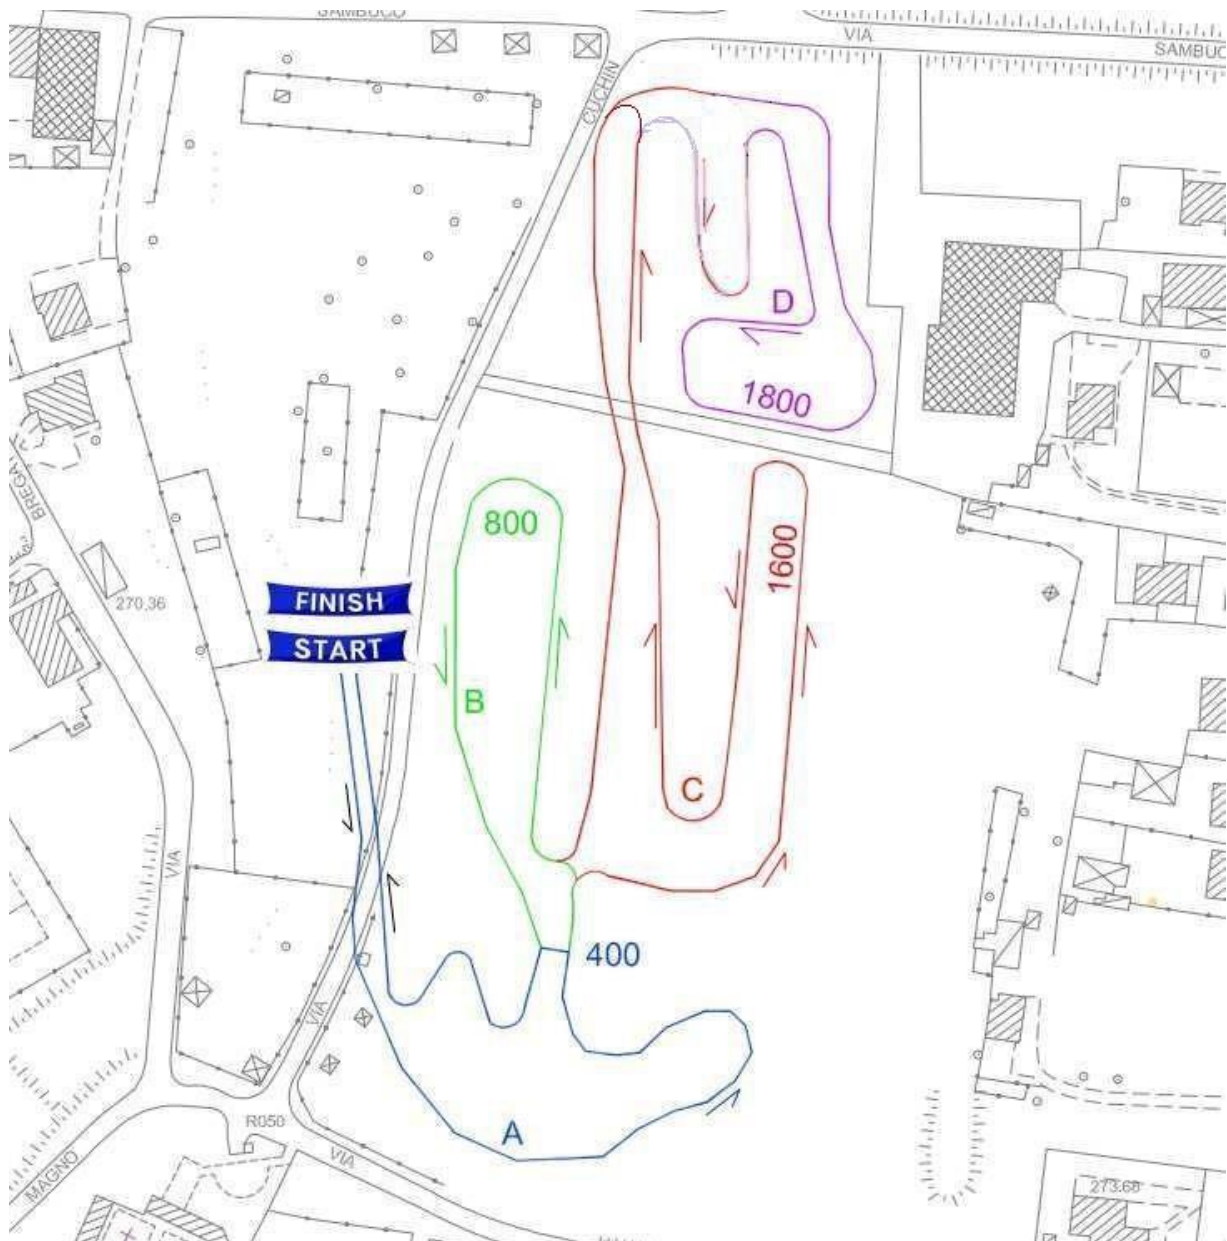 SAMBUCO
VIA
SAMBUC
CUCHIN
D
1800
BREGA
800
1600
FINISH
270,36
START
B
C
VIA
400
VIA
A
R050
VIA
MAGNO
273.68